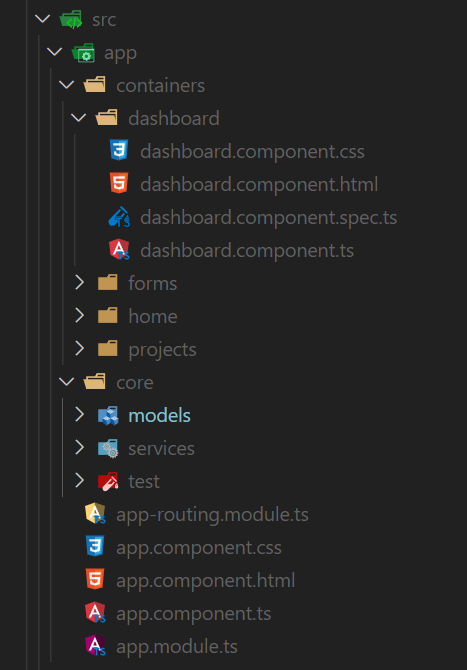 src
app
containers
dashboard
dashboard.component.css
dashboard.component.html
dashboard.component.spec.ts
dashboard.component.ts
forms
home
projects
core
models
services
test
app-routing.module.ts
app.component.css
app.component.html
app.component.ts
app.module.ts